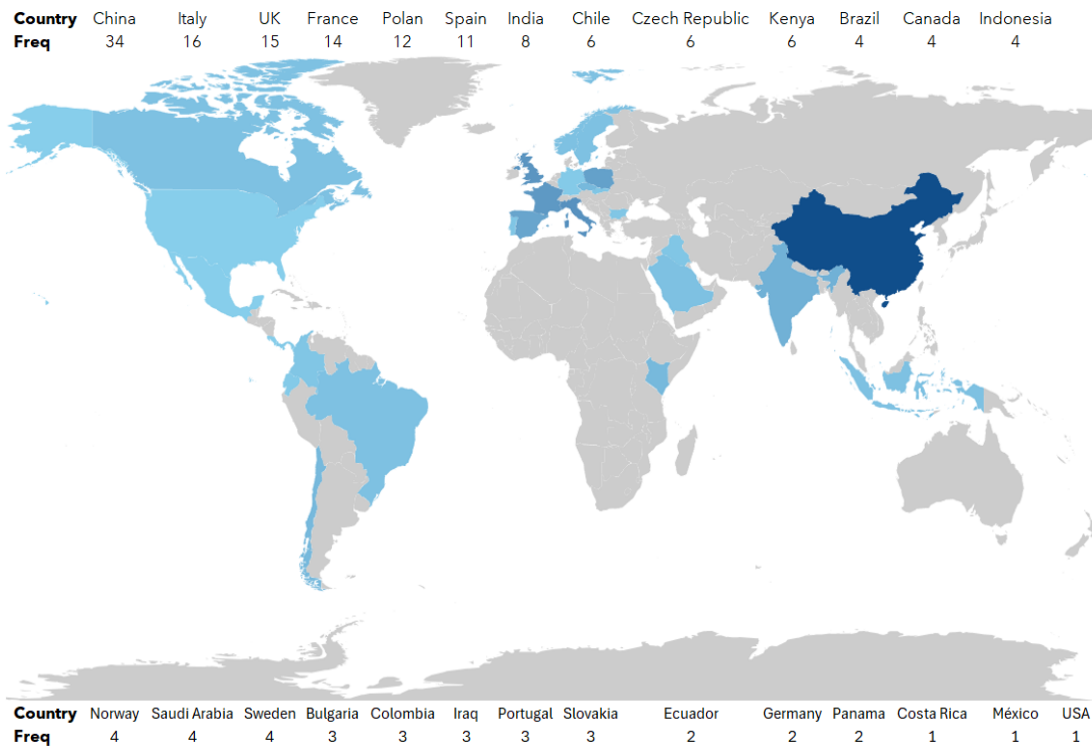 Country China Italy UK France Polan Spain India Chile Czech Republic Kenya Brazil Canada Indonesia
Freq 34 16 15 14 12 11 8 6 6 6 4 4 4
Country Norway Saudi Arabia Sweden Bulgaria Colombia Iraq Portugal Slovakia Ecuador Germany Panama Costa Rica México USA
Freq 4 4 4 3 3 3 3 3 2 2 2 1 1 1